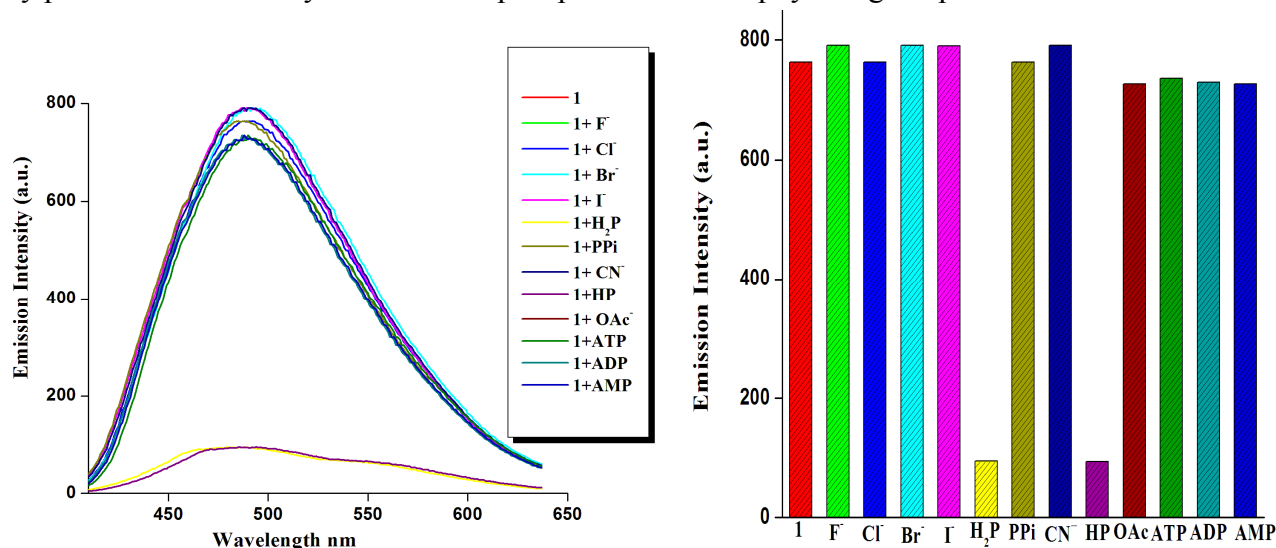 800
600
400
200
0
450
500
550
600
650
Emission Intensity (a.u.)
Wavelength nm
1
1+ F⁻
1+ Cl⁻
1+ Br⁻
1+ I⁻
1+H₂P
1+PPi
1+ CN⁻
1+HP
1+ OAc⁻
1+ATP
1+ADP
1+AMP
800
600
400
200
0
Emission Intensity (a.u.)
1 F⁻ Cl⁻ Br⁻ I⁻ H₂P PPi CN⁻ HP OAc⁻ ATP ADP AMP